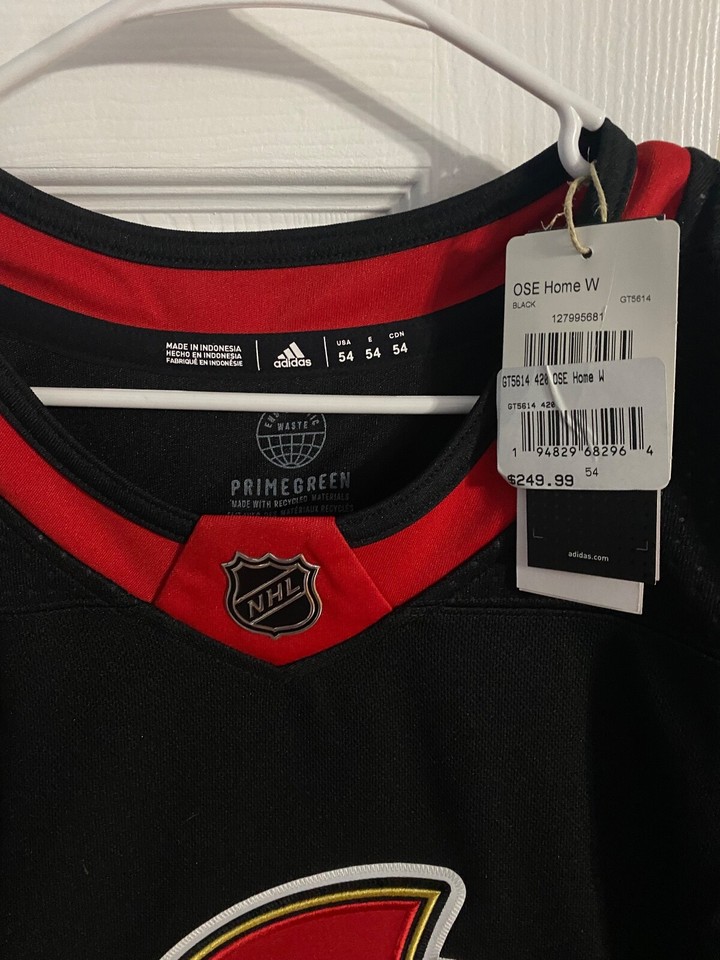 OSE Home W
BLACK
GT5614
127995681
GT5614 420 OSE Home W
GT5614 420
1 94829 68296 4
$249.99
54
adidas.com
MADE IN INDONESIA
HECHO EN INDONESIA
FABRIQUÉ EN INDONÉSIE
adidas
USA E CDN
54 54 54
WASTE
PRIMEGREEN
MADE WITH RECYCLED MATERIALS
NHL